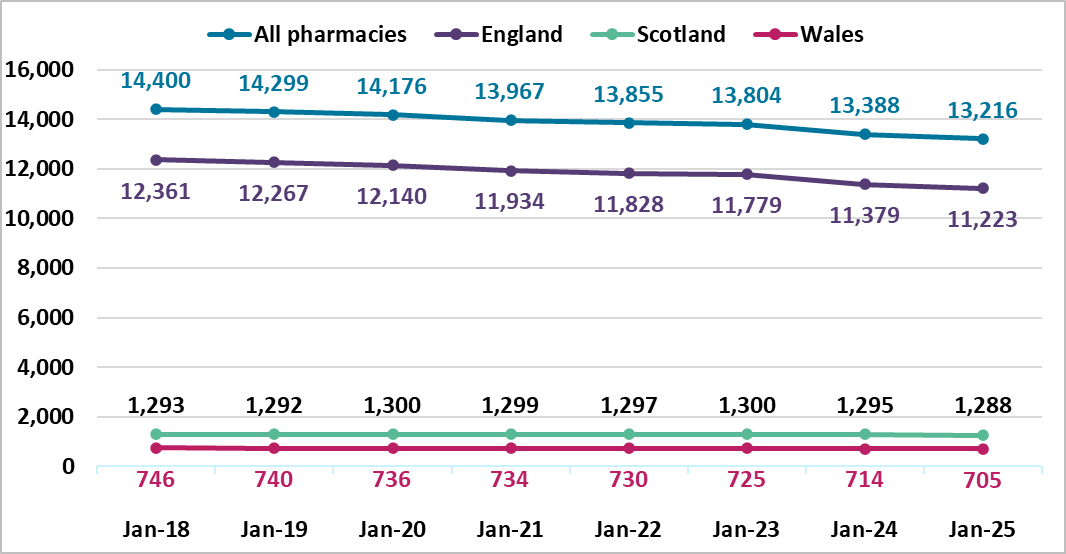 All pharmacies England Scotland Wales
16,000
14,400 14,299 14,176 13,967 13,855 13,804 13,388 13,216
14,000
12,000
12,361 12,267 12,140 11,934 11,828 11,779 11,379 11,223
10,000
8,000
6,000
4,000
1,293 1,292 1,300 1,299 1,297 1,300 1,295 1,288
2,000
0
746 740 736 734 730 725 714 705
Jan-18 Jan-19 Jan-20 Jan-21 Jan-22 Jan-23 Jan-24 Jan-25